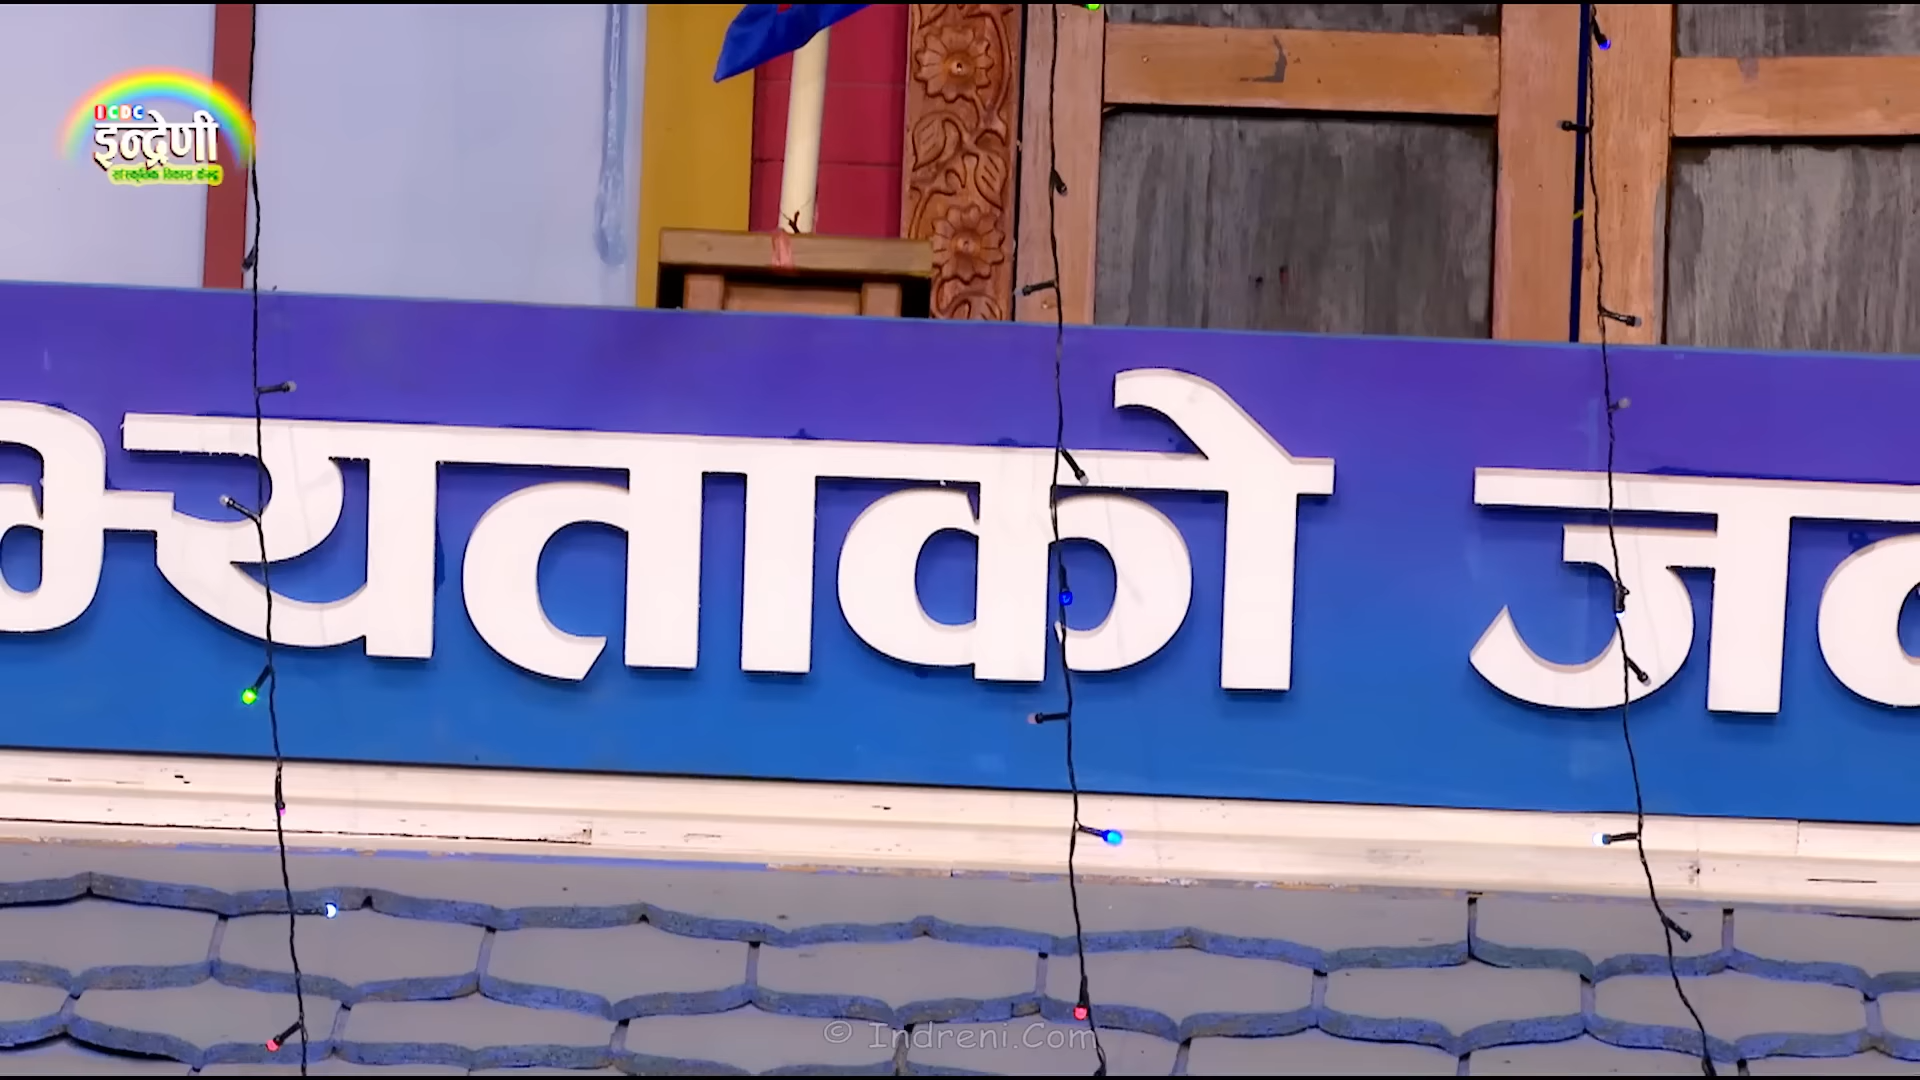 ICDC
इन्द्रेणी
सांस्कृतिक विकास केन्द्र
भ्यताको ज
© Indreni.Com